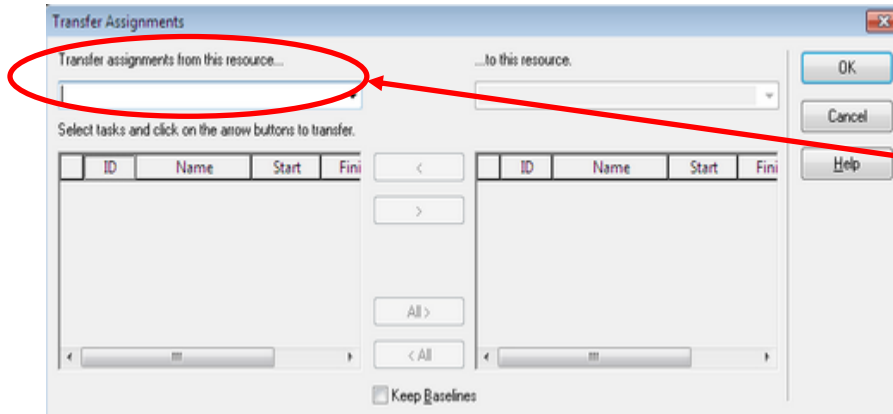 Transfer Assignments
Transfer assignments from this resource...
...to this resource.
OK
Cancel
Help
Select tasks and click on the arrow buttons to transfer.
ID Name Start Fini
ID Name Start Fini
<
>
All >
< All
Keep Baselines